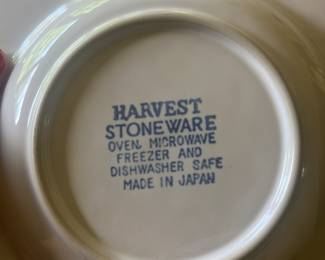 HARVEST
STONEWARE
OVEN, MICROWAVE
FREEZER AND
DISHWASHER SAFE
MADE IN JAPAN